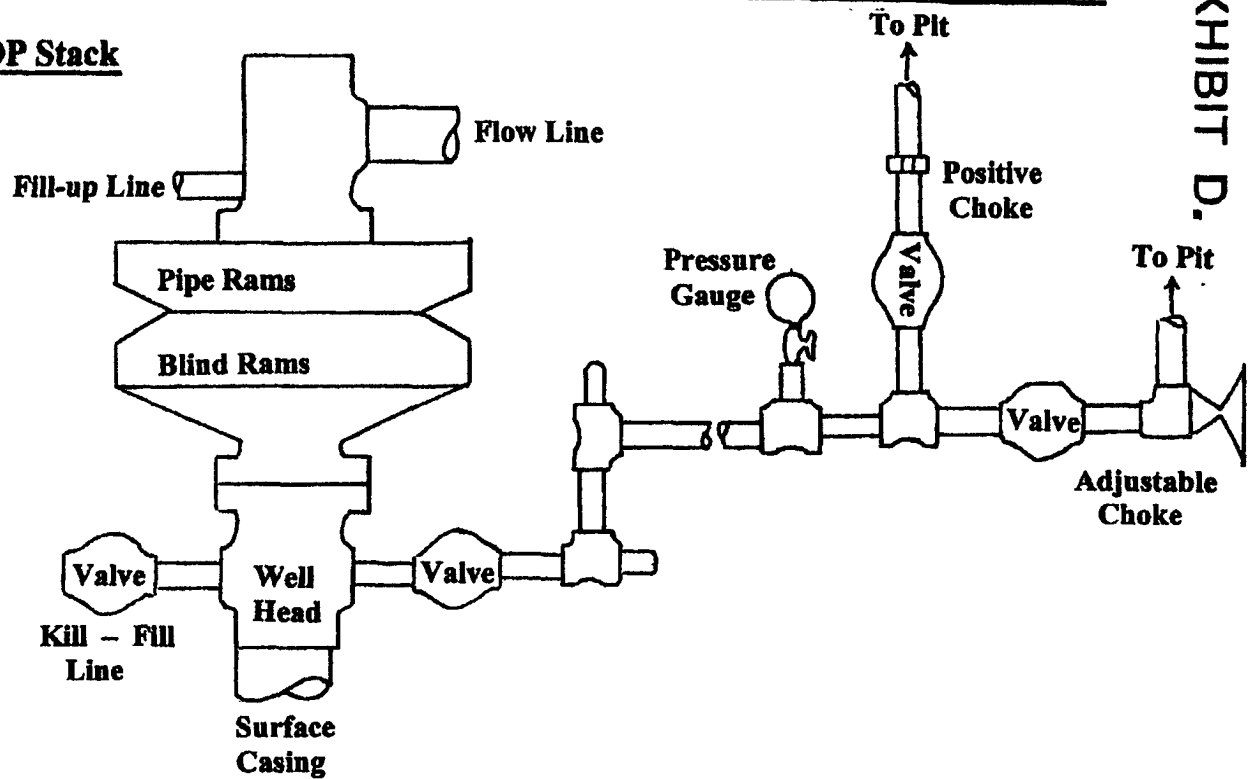 To Pit
OP Stack
Flow Line
Fill-up Line
Positive
Choke
Pressure
Gauge
Valve
To Pit
Pipe Rams
Blind Rams
Valve
Adjustable
Choke
Valve
Well
Head
Valve
Kill – Fill
Line
Surface
Casing
XHIBIT D.